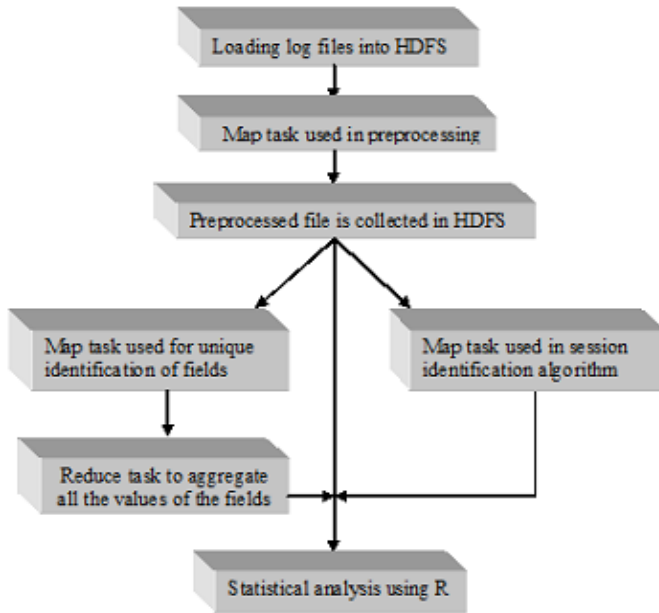 Loading log files into HDFS
Map task used in preprocessing
Preprocessed file is collected in HDFS
Map task used for unique
identification of fields
Map task used in session
identification algorithm
Reduce task to aggregate
all the values of the fields
Statistical analysis using R